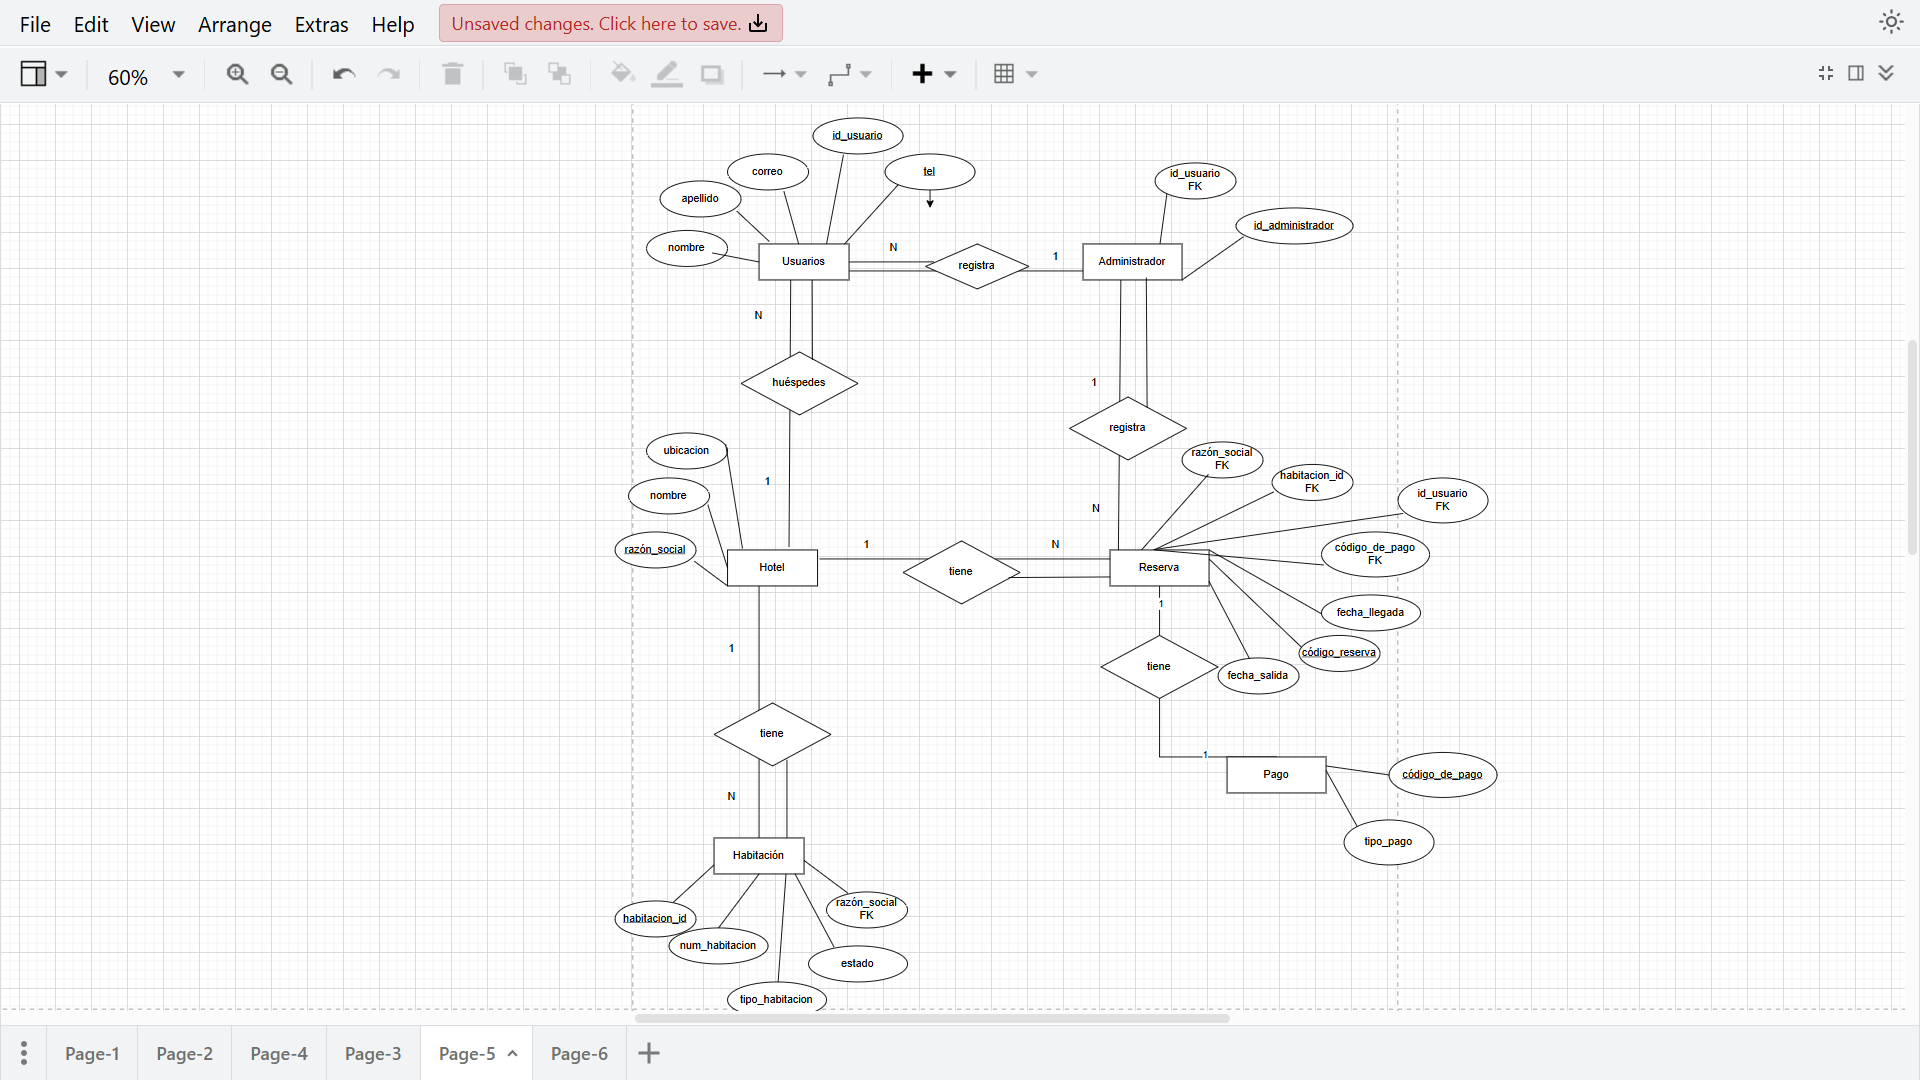 File Edit View Arrange Extras Help Unsaved changes. Click here to save.
60%
id_usuario
correo
tel
apellido
nombre
id_usuario
FK
id_administrador
Usuarios
N
registra
1
Administrador
N
huéspedes
1
registra
ubicacion
nombre
razón_social
1
N
razón_social
FK
habitacion_id
FK
id_usuario
FK
código_de_pago
FK
Hotel
1
tiene
N
Reserva
fecha_llegada
código_reserva
fecha_salida
1
tiene
1
Pago
código_de_pago
tipo_pago
1
tiene
N
Habitación
habitacion_id
num_habitacion
tipo_habitacion
estado
razón_social
FK
Page-1 Page-2 Page-4 Page-3 Page-5 Page-6